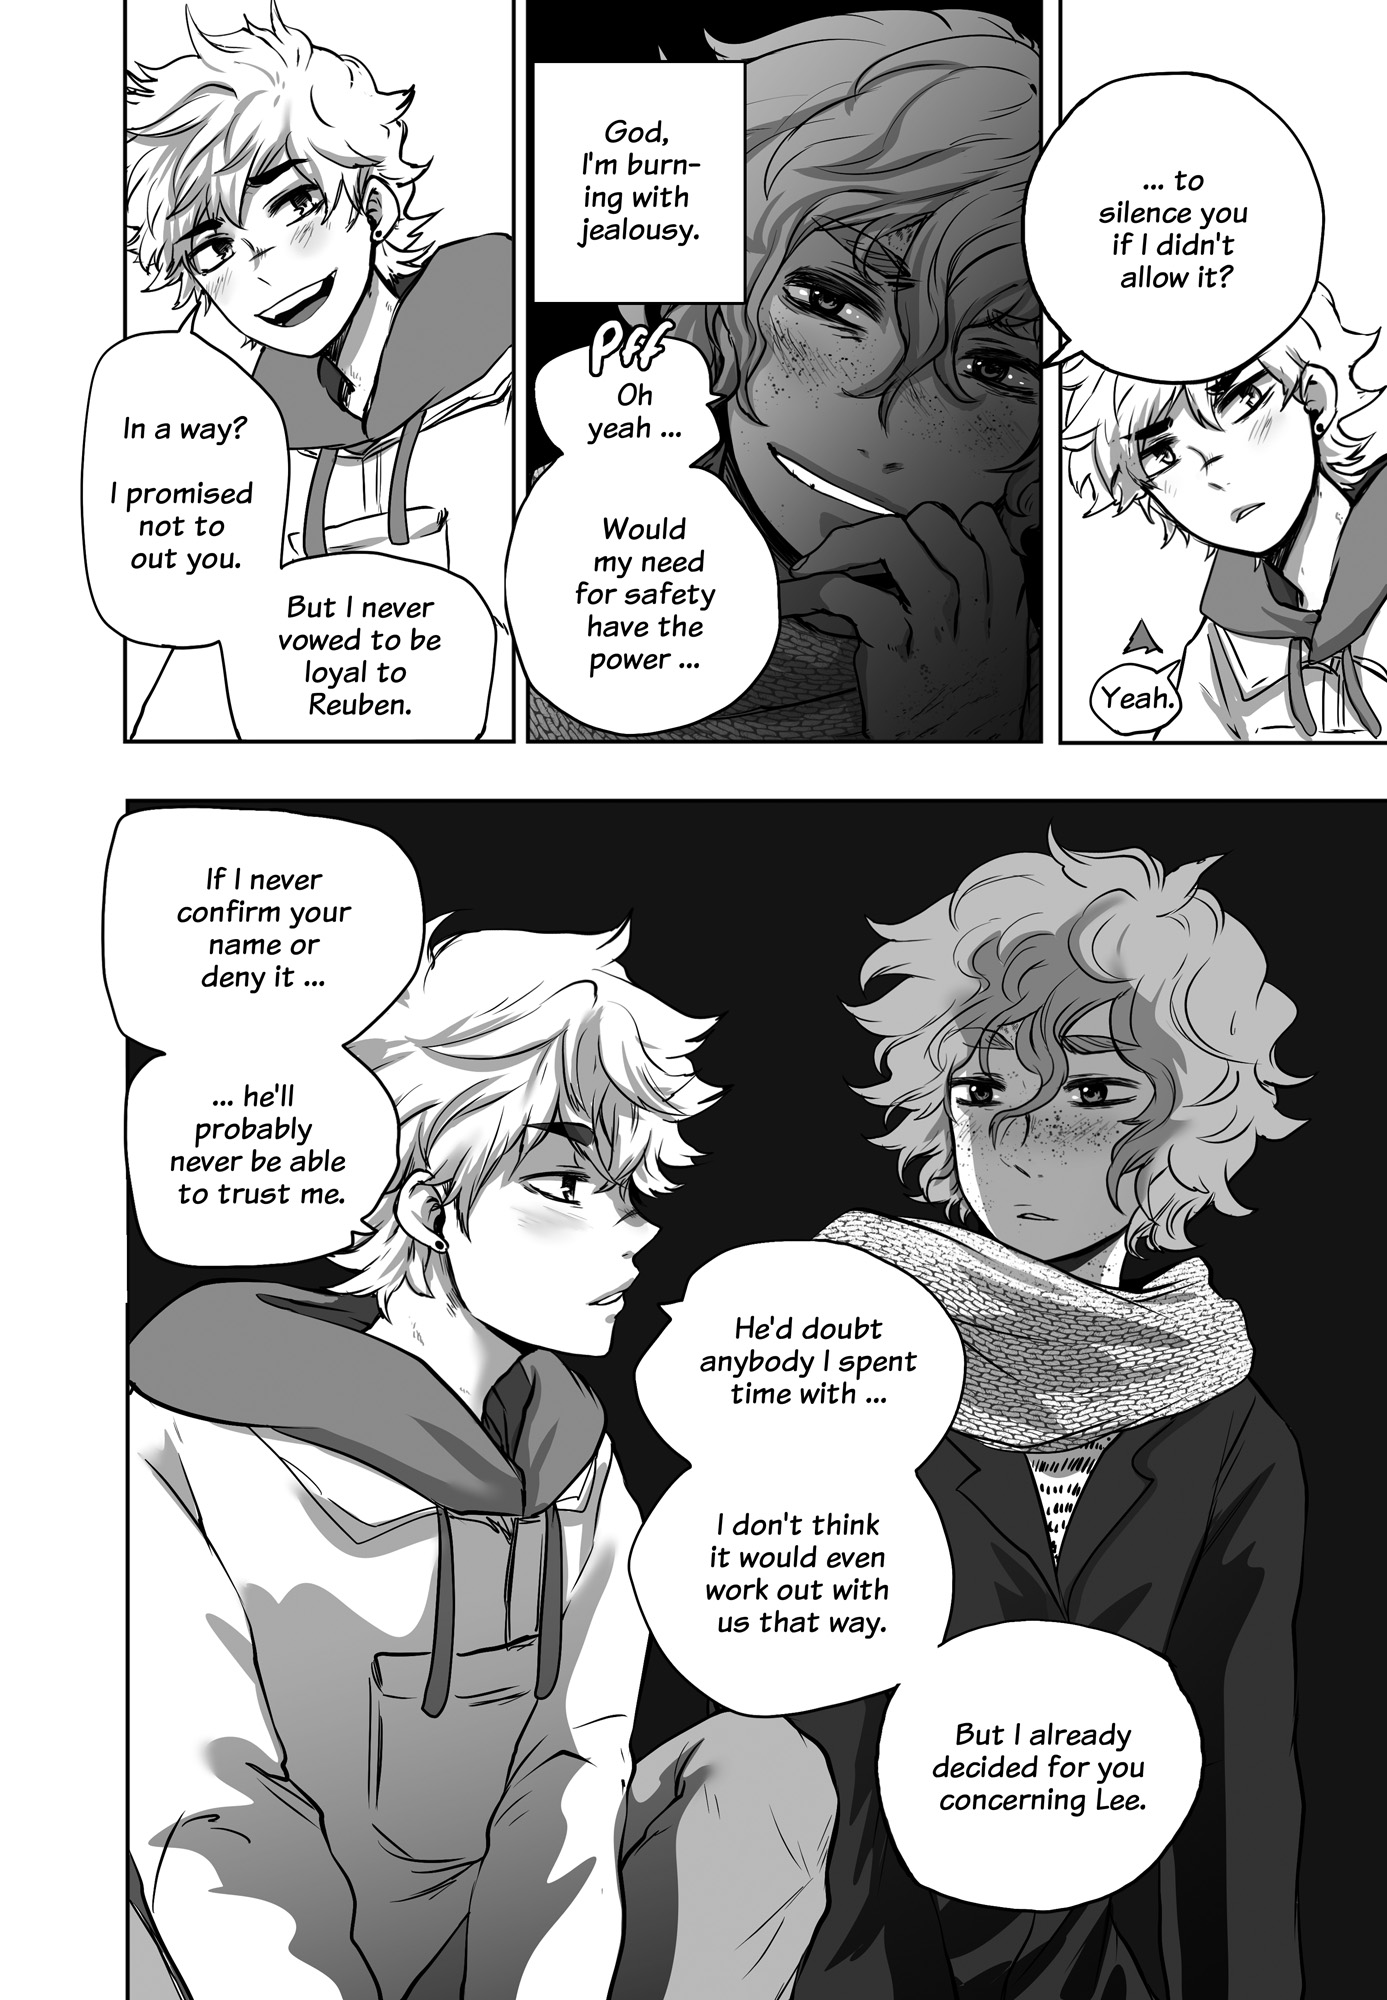 In a way?
I promised
not to
out you.
But I never
vowed to be
loyal to
Reuben.
God,
I'm burn-
ing with
jealousy.
Pff
Oh
yeah ...
Would
my need
for safety
have the
power ...
... to
silence you
if I didn't
allow it?
Yeah.
If I never
confirm your
name or
deny it ...
... he'll
probably
never be able
to trust me.
He'd doubt
anybody I spent
time with ...
I don't think
it would even
work out with
us that way.
But I already
decided for you
concerning Lee.